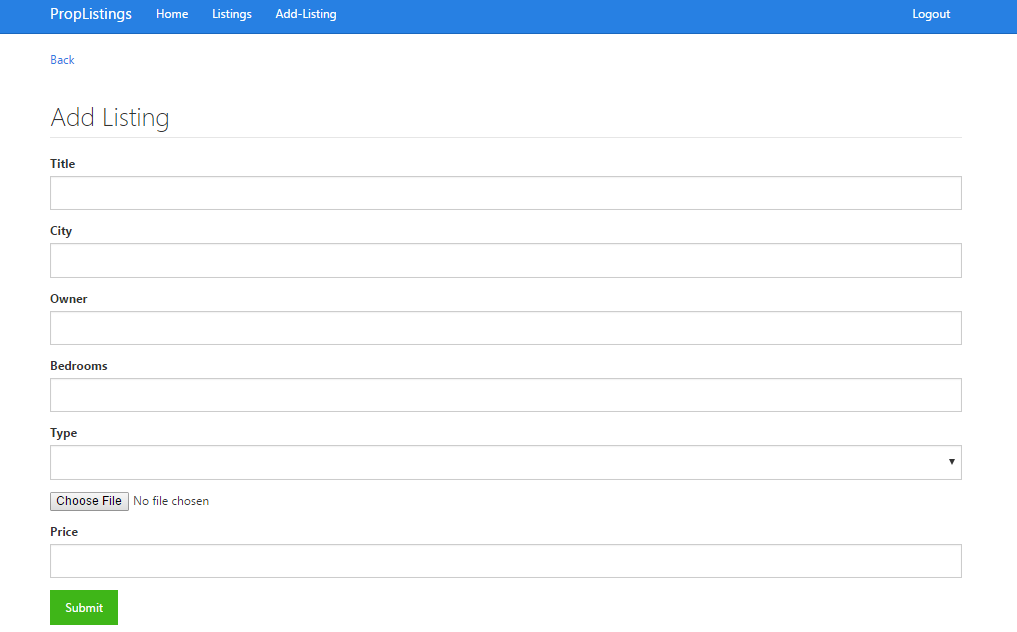 PropListings Home Listings Add-Listing Logout
Back
Add Listing
Title
City
Owner
Bedrooms
Type
Choose File No file chosen
Price
Submit